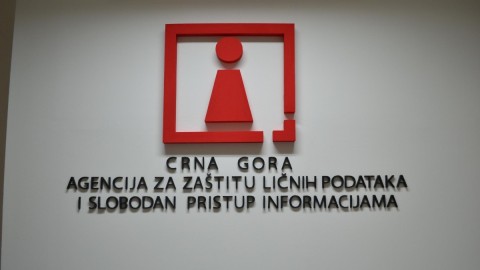 CRNA GORA
AGENCIJA ZA ZAŠTITU LIČNIH PODATAKA
I SLOBODAN PRISTUP INFORMACIJAMA